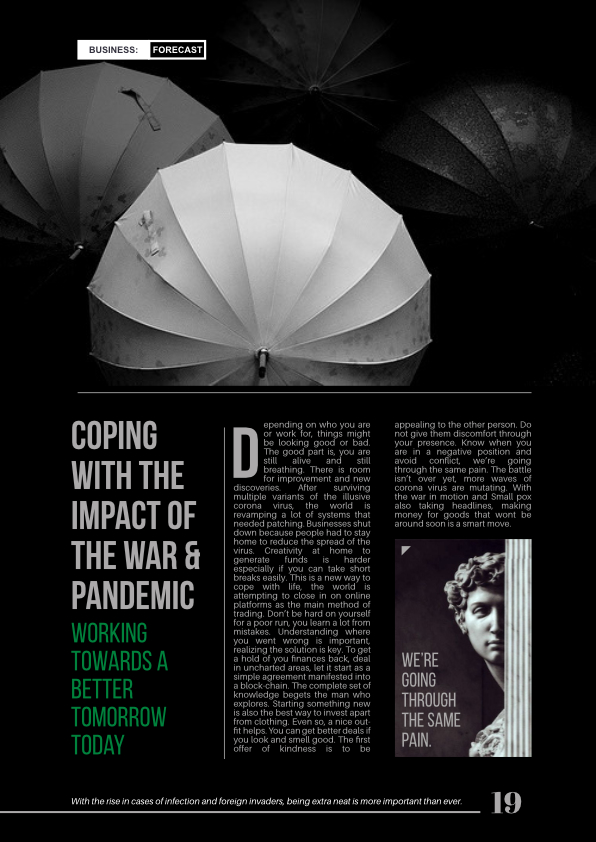 BUSINESS: FORECAST
COPING
WITH THE
IMPACT OF
THE WAR &
PANDEMIC
WORKING
TOWARDS A
BETTER
TOMORROW
TODAY
Depending on who you are
or work for, things might
be looking good or bad.
The good part is, you are
still alive and still
breathing. There is room
for improvement and new
discoveries. After surviving
multiple variants of the illusive
corona virus, the world is
revamping a lot of systems that
needed patching. Businesses shut
down because people had to stay
home to reduce the spread of the
virus. Creativity at home to
generate funds is harder
especially if you can take short
breaks easily. This is a new way to
cope with life, the world is
attempting to close in on online
platforms as the main method of
trading. Don't be hard on yourself
for a poor run, you learn a lot from
mistakes. Understanding where
you went wrong is important,
realizing the solution is key. To get
a hold of you finances back, deal
in uncharted areas, let it start as a
simple agreement manifested into
a block-chain. The complete set of
knowledge begets the man who
explores. Starting something new
is also the best way to invest apart
from clothing. Even so, a nice out-
fit helps. You can get better deals if
you look and smell good. The first
offer of kindness is to be
appealing to the other person. Do
not give them discomfort through
your presence. Know when you
are in a negative position and
avoid conflict, we're going
through the same pain. The battle
isn't over yet, more waves of
corona virus are mutating. With
the war in motion and Small pox
also taking headlines, making
money for goods that wont be
around soon is a smart move.
WE'RE
GOING
THROUGH
THE SAME
PAIN.
With the rise in cases of infection and foreign invaders, being extra neat is more important than ever.
19